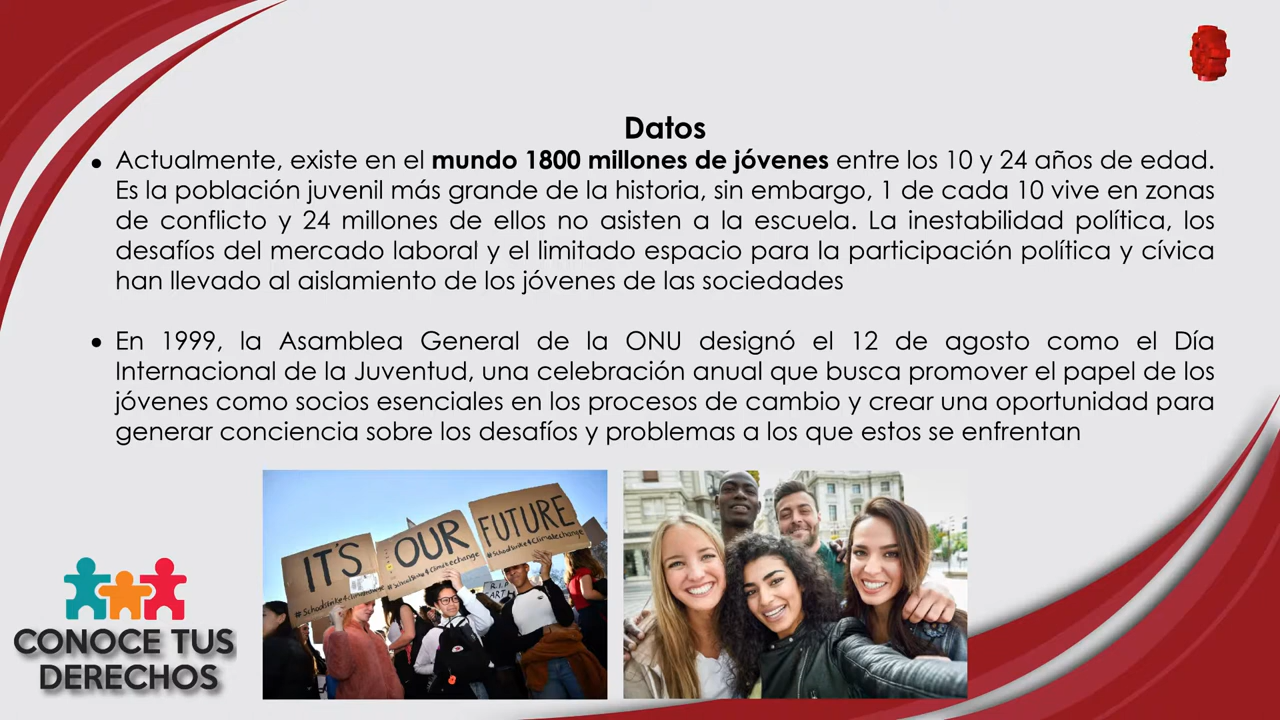 Datos
• Actualmente, existe en el mundo 1800 millones de jóvenes entre los 10 y 24 años de edad.
Es la población juvenil más grande de la historia, sin embargo, 1 de cada 10 vive en zonas
de conflicto y 24 millones de ellos no asisten a la escuela. La inestabilidad política, los
desafíos del mercado laboral y el limitado espacio para la participación política y cívica
han llevado al aislamiento de los jóvenes de las sociedades
• En 1999, la Asamblea General de la ONU designó el 12 de agosto como el Día
Internacional de la Juventud, una celebración anual que busca promover el papel de los
jóvenes como socios esenciales en los procesos de cambio y crear una oportunidad para
generar conciencia sobre los desafíos y problemas a los que estos se enfrentan
IT'S OUR FUTURE
#Schoolstrike4climatechange
#Schoolstrike4Climatechange
#Schoolstrike4Climatechange
CONOCE TUS
DERECHOS